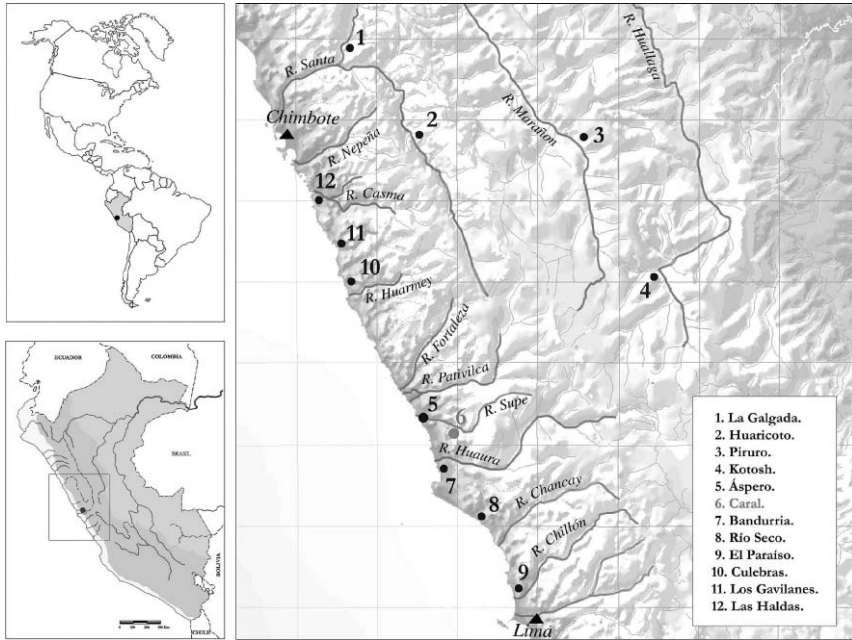 ECUADOR
COLOMBIA
BRASIL
BOLIVIA
CHILE
1
R. Santa
R. Huallaga
Chimbote
2
R. Marañon
3
R. Nepeña
12
R. Casma
11
10
R. Huarmey
4
R. Fortaleza
R. Pativilca
5
R. Supe
6
R. Huaura
7
R. Chancay
8
R. Chillón
9
Lima
1. La Galgada.
2. Huaricoto.
3. Piruro.
4. Kotosh.
5. Áspero.
6. Caral.
7. Bandurria.
8. Río Seco.
9. El Paraíso.
10. Culebras.
11. Los Gavilanes.
12. Las Haldas.